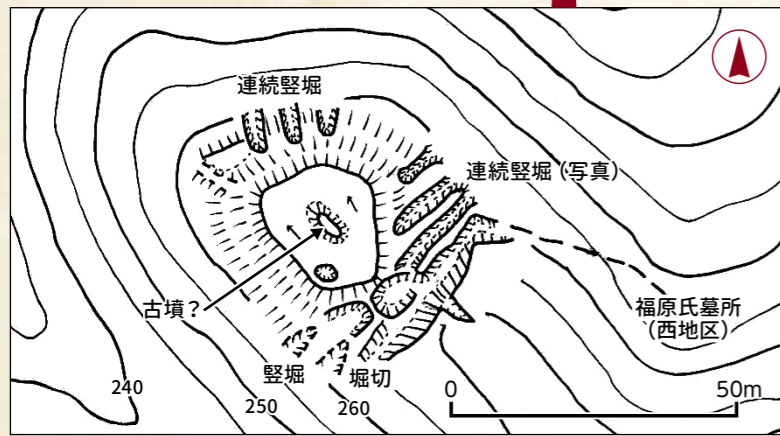 連続竪堀
連続竪堀（写真）
古墳？
福原氏墓所
（西地区）
竪堀
堀切
240
250
260
0
50m